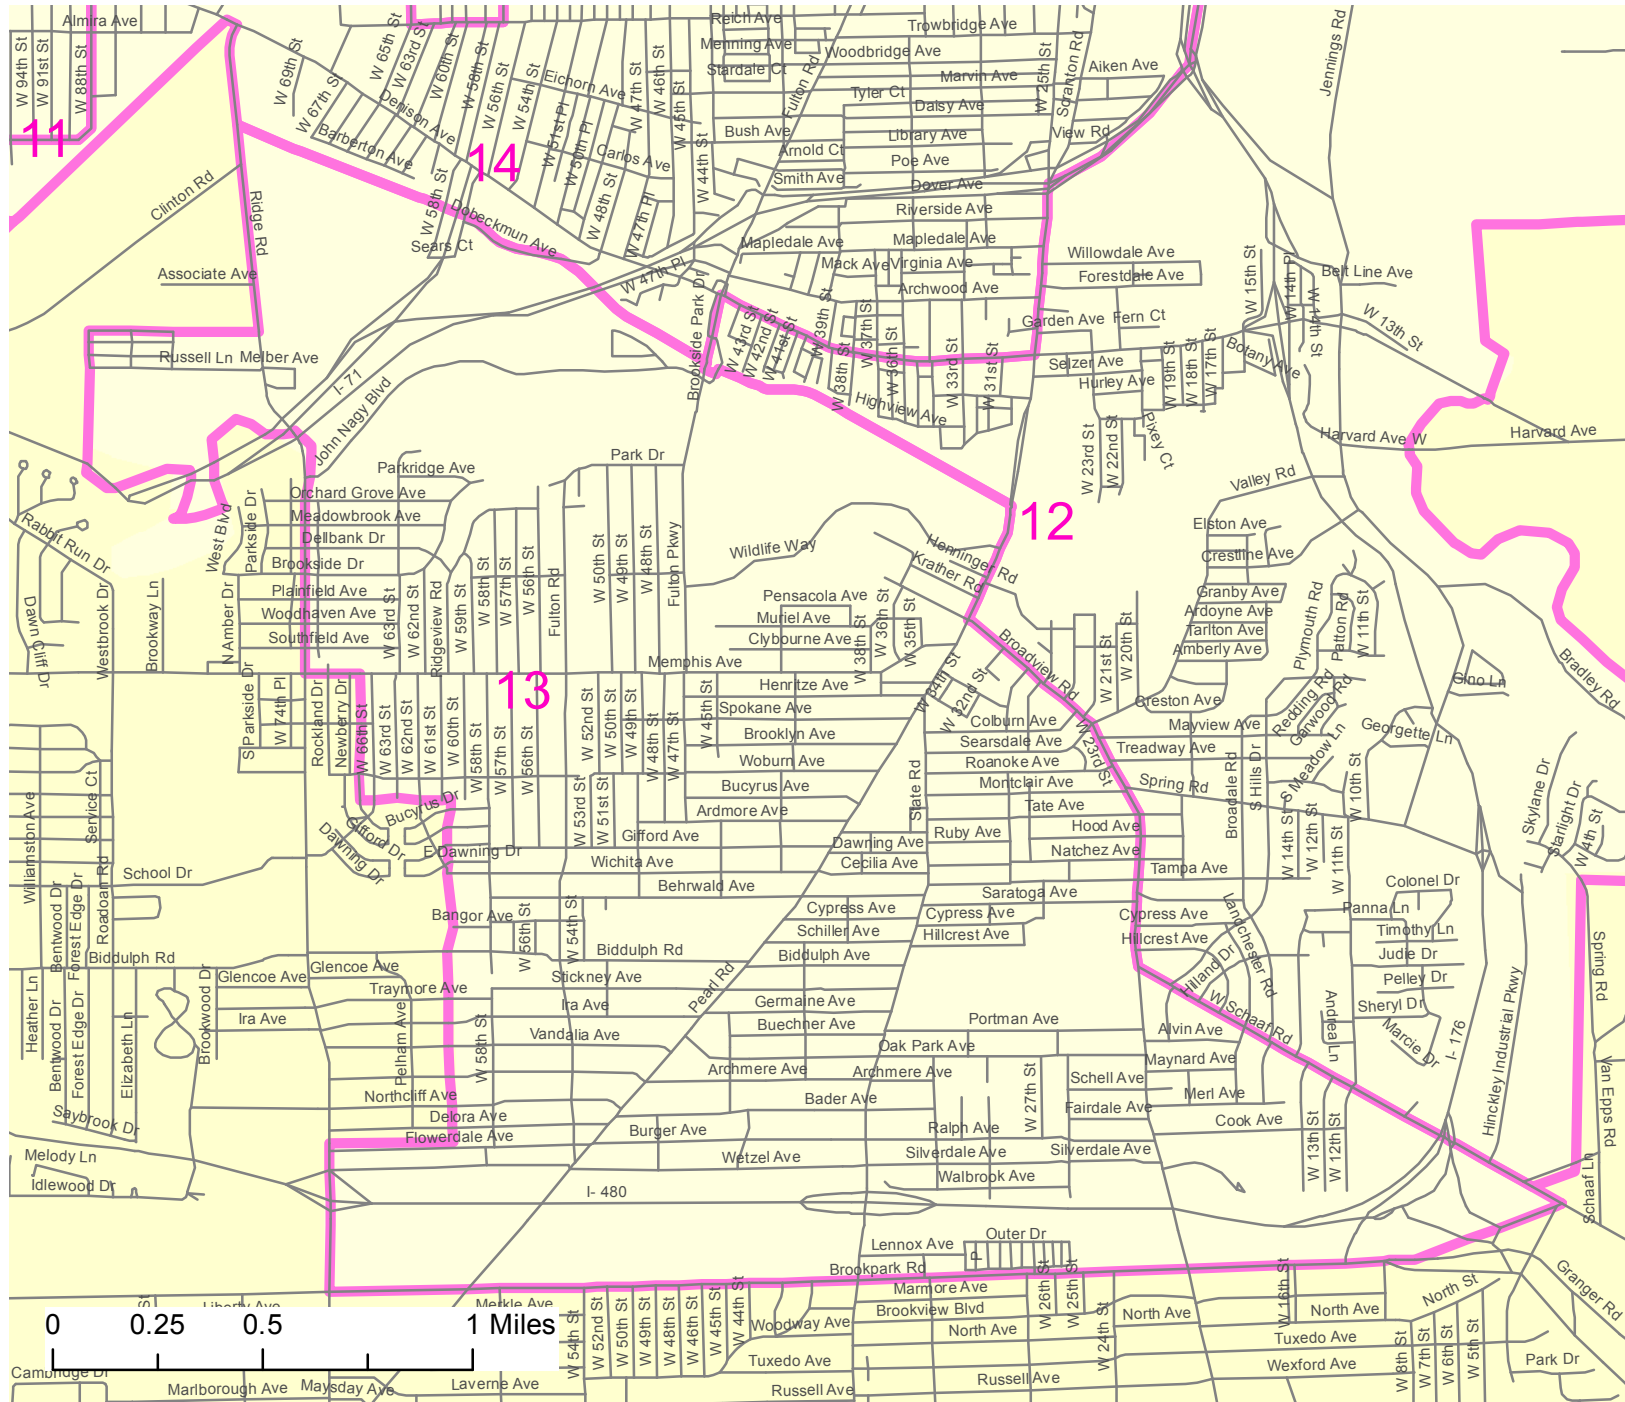 Almira Ave
W 94th St
W 91st St
W 88th St
11
W 69th St
W 67th St
W 65th St
W 63rd St
W 60th St
W 58th St
W 56th St
W 54th St
Denison Ave
Barberton Ave
14
Eichorn Ave
W 51st Pl
W 50th Pl
Carlos Ave
W 48th St
W 47th Pl
W 47th St
W 46th St
W 45th St
W 44th St
Reich Ave
Menning Ave
Stardale Ct
Fulton Rd
Trowbridge Ave
Woodbridge Ave
Marvin Ave
Tyler Ct
Daisy Ave
Bush Ave
Library Ave
Arnold Ct
Poe Ave
Smith Ave
Dover Ave
W 25th St
Scranton Rd
Aiken Ave
View Rd
Jennings Rd
Clinton Rd
Ridge Rd
W 58th St
Sears Ct
Dobeckmun Ave
W 47th Pl
Associate Ave
Russell Ln
Melber Ave
I- 71
John Nagy Blvd
Brookside Park Dr
Riverside Ave
Mapledale Ave
Mapledale Ave
Mack Ave
Virginia Ave
Archwood Ave
Willowdale Ave
Forestdale Ave
Garden Ave
Fern Ct
W 15th St
W 14th Pl
W 14th St
Belt Line Ave
W 13th St
W 43rd St
W 42nd St
W 41st St
W 39th St
W 38th St
W 37th St
W 36th St
W 33rd St
W 31st St
Highview Ave
Selzer Ave
Hurley Ave
W 19th St
W 18th St
W 17th St
Botany Ave
W 23rd St
W 22nd St
Pixey Ct
Harvard Ave W
Harvard Ave
Valley Rd
Rabbit Run Dr
Dawn Cliff Dr
Westbrook Dr
Brookway Ln
West Blvd
Parkside Dr
Parkridge Ave
Orchard Grove Ave
Meadowbrook Ave
Dellbank Dr
Brookside Dr
Plainfield Ave
Woodhaven Ave
Southfield Ave
N Amber Dr
W 63rd St
W 62nd St
Ridgeview Rd
W 59th St
W 58th St
W 57th St
W 56th St
Fulton Rd
Park Dr
W 50th St
W 49th St
W 48th St
Fulton Pkwy
Wildlife Way
12
Henninger Rd
Krather Rd
Pensacola Ave
Muriel Ave
Clybourne Ave
W 38th St
W 36th St
W 35th St
Memphis Ave
Elston Ave
Crestline Ave
Granby Ave
Ardoyne Ave
Tarlton Ave
Amberly Ave
Plymouth Rd
Patton Rd
W 11th St
Creston Ave
Broadview Rd
W 21st St
W 20th St
Gino Ln
Bradley Rd
13
S Parkside Dr
W 74th Pl
Rockland Dr
Newberry Dr
W 66th St
W 63rd St
W 62nd St
W 61st St
W 60th St
W 58th St
W 57th St
W 56th St
W 52nd St
W 50th St
W 49th St
W 48th St
W 47th St
W 45th St
W 53rd St
W 51st St
Henritze Ave
Spokane Ave
Brooklyn Ave
Woburn Ave
Bucyrus Ave
Ardmore Ave
Gifford Ave
Wichita Ave
Behrwald Ave
W 34th St
W 32nd St
State Rd
Colburn Ave
Searsdale Ave
Roanoke Ave
Montclair Ave
Tate Ave
Hood Ave
Ruby Ave
Natchez Ave
Dawning Ave
Cecilia Ave
Saratoga Ave
Tampa Ave
W 23rd St
Mayview Ave
Treadway Ave
Spring Rd
Broadale Rd
S Hills Dr
Redding Rd
Garwood Rd
S Meadow Ln
W 10th St
Georgette Ln
W 14th St
W 12th St
W 11th St
Skylane Dr
Starlight Dr
W 4th St
Williamston Ave
Service Ct
School Dr
Dawning Dr
Gifford Dr
Bucyrus Dr
E Dawning Dr
Bentwood Dr
Forest Edge Dr
Roadoan Rd
Biddulph Rd
Bangor Ave
W 56th St
W 54th St
Biddulph Rd
Cypress Ave
Schiller Ave
Biddulph Ave
Cypress Ave
Hillcrest Ave
Cypress Ave
Hillcrest Ave
Hilland Dr
Lanchester Rd
W Schaaf Rd
Colonel Dr
Panna Ln
Timothy Ln
Judie Dr
Pelley Dr
Sheryl Dr
Marcie Dr
Andrea Ln
I- 176
Hinckley Industrial Pkwy
Spring Rd
Van Epps Rd
Heather Ln
Bentwood Dr
Forest Edge Dr
Elizabeth Ln
Brookwood Dr
Glencoe Ave
Glencoe Ave
Traymore Ave
Ira Ave
Pelham Ave
W 58th St
Stickney Ave
Ira Ave
Vandalia Ave
Pearl Rd
Germaine Ave
Buechner Ave
Archmere Ave
Archmere Ave
Oak Park Ave
Portman Ave
Bader Ave
Alvin Ave
Maynard Ave
Merl Ave
Schell Ave
Fairdale Ave
Cook Ave
W 27th St
Ralph Ave
Silverdale Ave
Silverdale Ave
Walbrook Ave
W 13th St
W 12th St
Northcliff Ave
Delora Ave
Flowerdale Ave
Burger Ave
Wetzel Ave
Saybrook Dr
Melody Ln
Idlewood Dr
I- 480
Schaaf Ln
Lennox Ave
Outer Dr
P
Brookpark Rd
Marmore Ave
Brookview Blvd
North Ave
W 26th St
W 25th St
W 24th St
North Ave
W 16th St
North Ave
North St
Granger Rd
Tuxedo Ave
Wexford Ave
W 8th St
W 7th St
W 6th St
W 5th St
Park Dr
St
Liberty Ave
Merkle Ave
W 54th St
W 52nd St
W 50th St
W 49th St
W 48th St
W 46th St
W 45th St
W 44th St
Woodway Ave
Tuxedo Ave
Russell Ave
Russell Ave
0 0.25 0.5 1 Miles
Cambridge Dr
Marlborough Ave
Maysday Ave
Laverne Ave